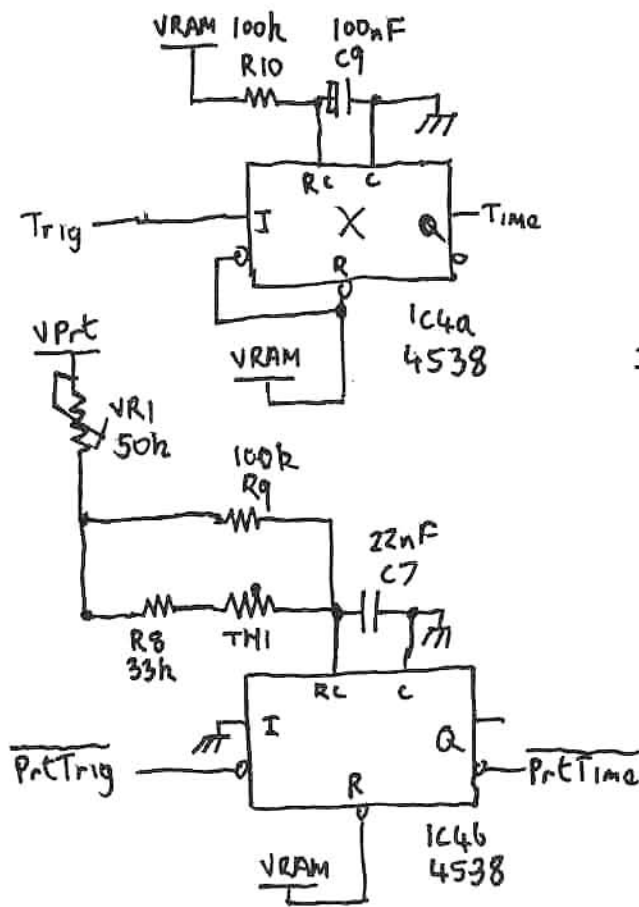 VRAM 100k 100nF
R10 C9
Rc C
Trig I X Q Time
R
IC4a
4538
VPrt
VRAM
VR1
50k
100k
R9
22nF
C7
R8 TH1
33k
Rc C
I Q
PrtTrig PrtTime
R
IC4b
4538
VRAM